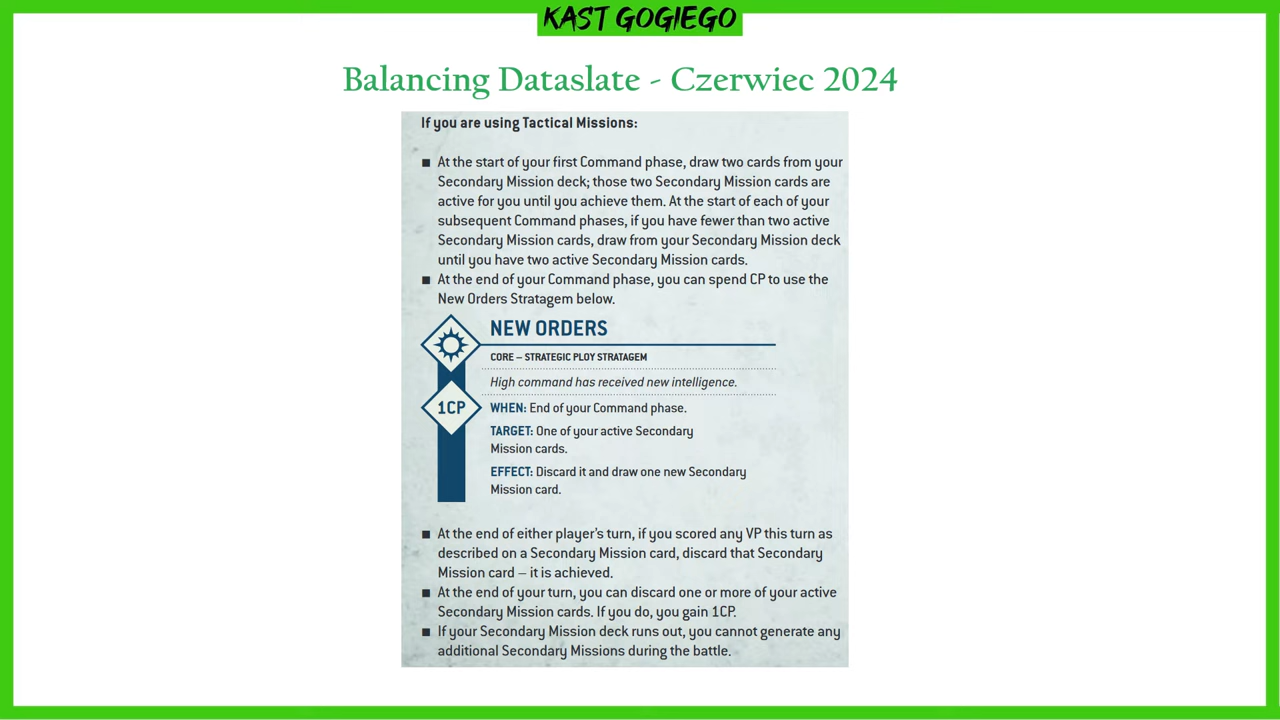 KAST GOGIEGO
Balancing Dataslate - Czerwiec 2024
If you are using Tactical Missions:
■ At the start of your first Command phase, draw two cards from your
Secondary Mission deck; those two Secondary Mission cards are
active for you until you achieve them. At the start of each of your
subsequent Command phases, if you have fewer than two active
Secondary Mission cards, draw from your Secondary Mission deck
until you have two active Secondary Mission cards.
■ At the end of your Command phase, you can spend CP to use the
New Orders Stratagem below.
NEW ORDERS
CORE – STRATEGIC PLOY STRATAGEM
High command has received new intelligence.
1CP
WHEN: End of your Command phase.
TARGET: One of your active Secondary
Mission cards.
EFFECT: Discard it and draw one new Secondary
Mission card.
■ At the end of either player's turn, if you scored any VP this turn as
described on a Secondary Mission card, discard that Secondary
Mission card – it is achieved.
■ At the end of your turn, you can discard one or more of your active
Secondary Mission cards. If you do, you gain 1CP.
■ If your Secondary Mission deck runs out, you cannot generate any
additional Secondary Missions during the battle.